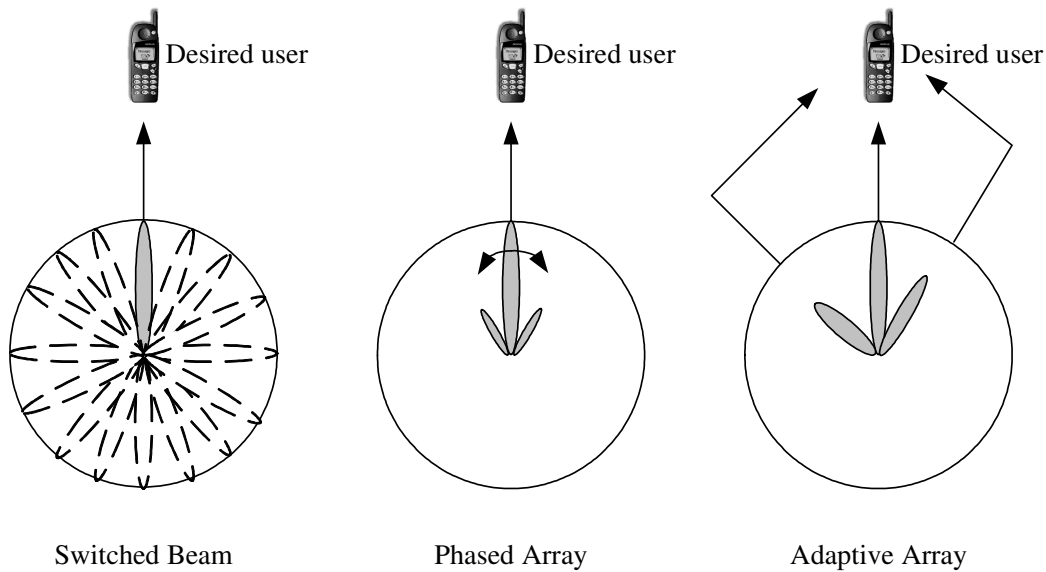 Desired user
Desired user
Desired user
Switched Beam
Phased Array
Adaptive Array